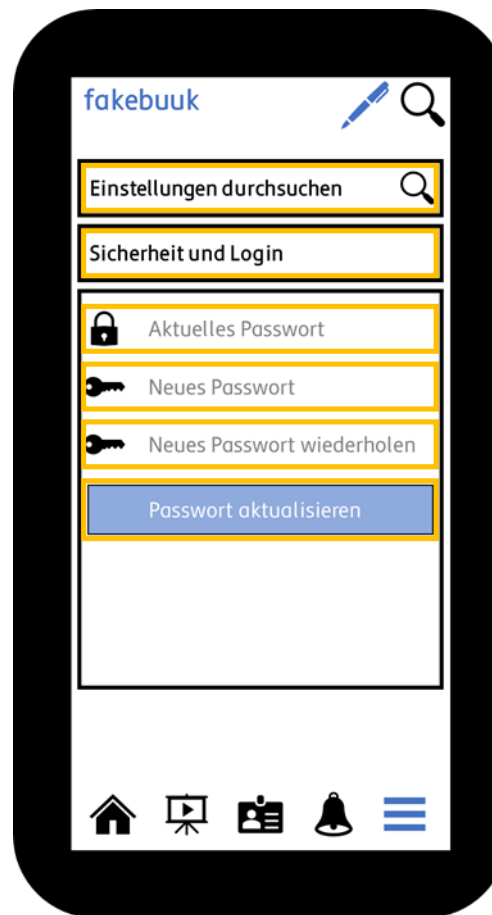 fakebuuk
Einstellungen durchsuchen
Sicherheit und Login
Aktuelles Passwort
Neues Passwort
Neues Passwort wiederholen
Passwort aktualisieren